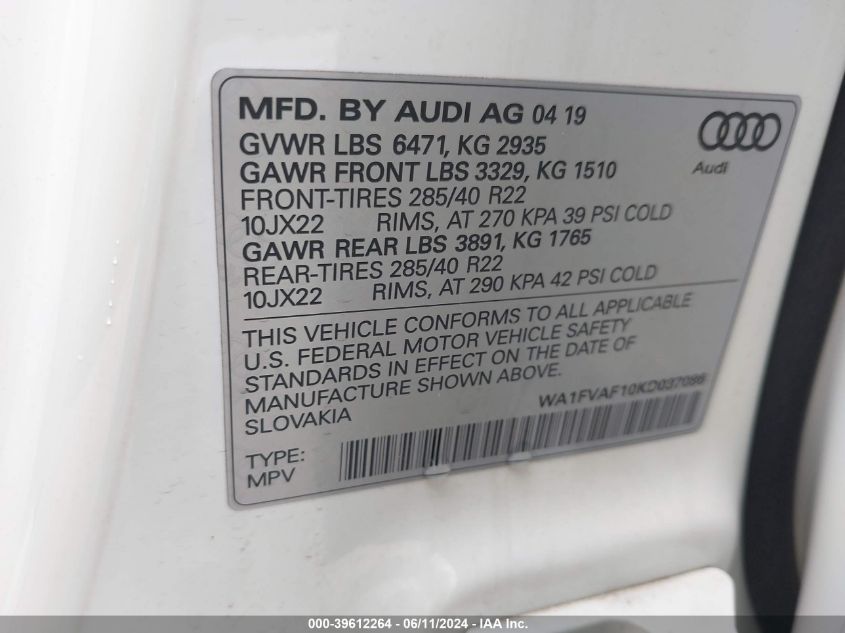 MFD. BY AUDI AG 04 19
GVWR LBS 6471, KG 2935
GAWR FRONT LBS 3329, KG 1510
FRONT-TIRES 285/40 R22
10JX22 RIMS, AT 270 KPA 39 PSI COLD
GAWR REAR LBS 3891, KG 1765
REAR-TIRES 285/40 R22
10JX22 RIMS, AT 290 KPA 42 PSI COLD
Audi
THIS VEHICLE CONFORMS TO ALL APPLICABLE
U.S. FEDERAL MOTOR VEHICLE SAFETY
STANDARDS IN EFFECT ON THE DATE OF
MANUFACTURE SHOWN ABOVE.
SLOVAKIA
WA1FVAF10KD037086
TYPE:
MPV
000-39612264 - 06/11/2024 - IAA Inc.